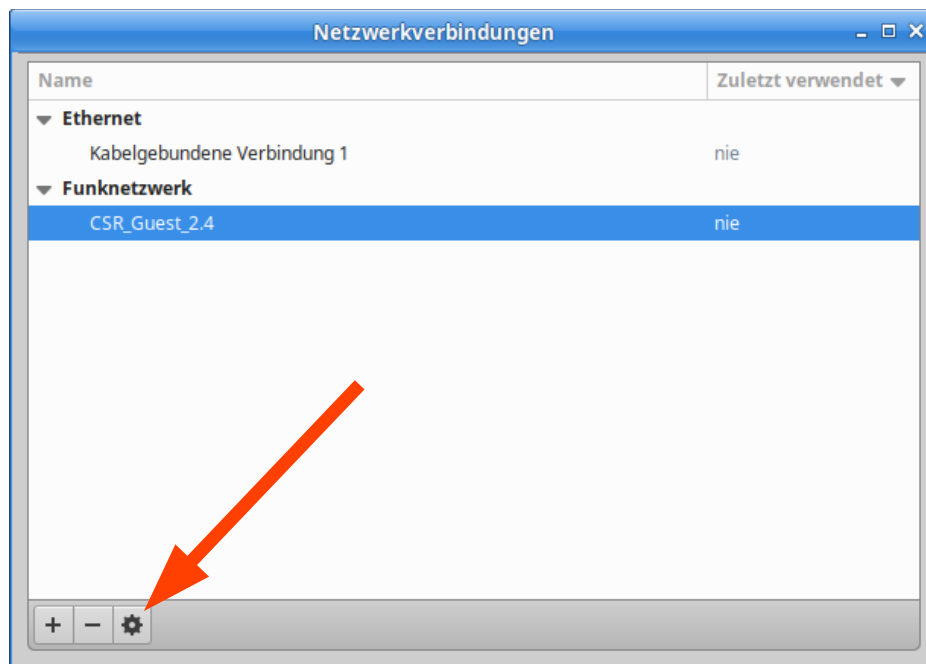 Netzwerkverbindungen
Name Zuletzt verwendet
Ethernet
Kabelgebundene Verbindung 1 nie
Funknetzwerk
CSR_Guest_2.4 nie